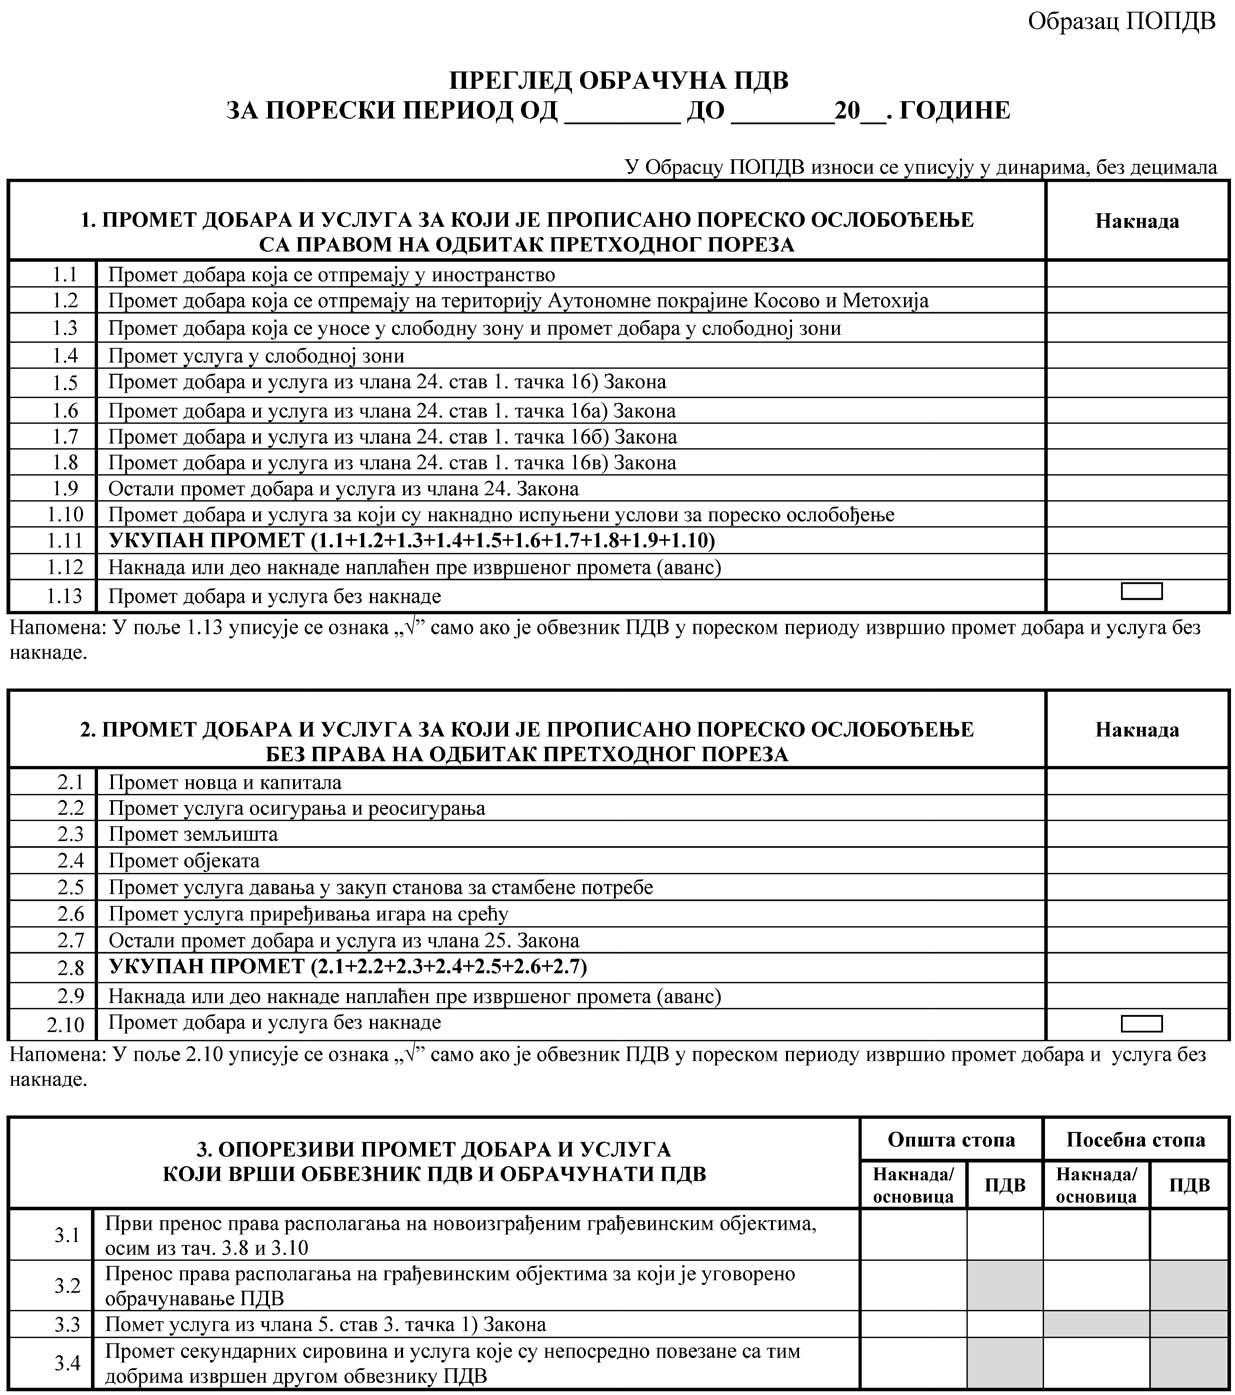 Образац ПОПДВ
ПРЕГЛЕД ОБРАЧУНА ПДВ
ЗА ПОРЕСКИ ПЕРИОД ОД _________ ДО ________20__. ГОДИНЕ
У Обрасцу ПОПДВ износи се уписују у динарима, без децимала
1. ПРОМЕТ ДОБАРА И УСЛУГА ЗА КОЈИ ЈЕ ПРОПИСАНО ПОРЕСКО ОСЛОБОЂЕЊЕ
СА ПРАВОМ НА ОДБИТАК ПРЕТХОДНОГ ПОРЕЗА
Накнада
1.1 Промет добара која се отпремају у иностранство
1.2 Промет добара која се отпремају на територију Аутономне покрајине Косово и Метохија
1.3 Промет добара која се уносе у слободну зону и промет добара у слободној зони
1.4 Промет услуга у слободној зони
1.5 Промет добара и услуга из члана 24. став 1. тачка 16) Закона
1.6 Промет добара и услуга из члана 24. став 1. тачка 16а) Закона
1.7 Промет добара и услуга из члана 24. став 1. тачка 16б) Закона
1.8 Промет добара и услуга из члана 24. став 1. тачка 16в) Закона
1.9 Остали промет добара и услуга из члана 24. Закона
1.10 Промет добара и услуга за који су накнадно испуњени услови за пореско ослобођење
1.11 УКУПАН ПРОМЕТ (1.1+1.2+1.3+1.4+1.5+1.6+1.7+1.8+1.9+1.10)
1.12 Накнада или део накнаде наплаћен пре извршеног промета (аванс)
1.13 Промет добара и услуга без накнаде
Напомена: У поље 1.13 уписује се ознака „√” само ако је обвезник ПДВ у пореском периоду извршио промет добара и услуга без
накнаде.
2. ПРОМЕТ ДОБАРА И УСЛУГА ЗА КОЈИ ЈЕ ПРОПИСАНО ПОРЕСКО ОСЛОБОЂЕЊЕ
БЕЗ ПРАВА НА ОДБИТАК ПРЕТХОДНОГ ПОРЕЗА
Накнада
2.1 Промет новца и капитала
2.2 Промет услуга осигурања и реосигурања
2.3 Промет земљишта
2.4 Промет објеката
2.5 Промет услуга давања у закуп станова за стамбене потребе
2.6 Промет услуга приређивања игара на срећу
2.7 Остали промет добара и услуга из члана 25. Закона
2.8 УКУПАН ПРОМЕТ (2.1+2.2+2.3+2.4+2.5+2.6+2.7)
2.9 Накнада или део накнаде наплаћен пре извршеног промета (аванс)
2.10 Промет добара и услуга без накнаде
Напомена: У поље 2.10 уписује се ознака „√” само ако је обвезник ПДВ у пореском периоду извршио промет добара и услуга без
накнаде.
3. ОПОРЕЗИВИ ПРОМЕТ ДОБАРА И УСЛУГА
КОЈИ ВРШИ ОБВЕЗНИК ПДВ И ОБРАЧУНАТИ ПДВ
Општа стопа Посебна стопа
Накнада/ основица ПДВ Накнада/ основица ПДВ
3.1 Први пренос права располагања на новоизграђеним грађевинским објектима,
осим из тач. 3.8 и 3.10
3.2 Пренос права располагања на грађевинским објектима за који је уговорено
обрачунавање ПДВ
3.3 Помет услуга из члана 5. став 3. тачка 1) Закона
3.4 Промет секундарних сировина и услуга које су непосредно повезане са тим
добрима извршен другом обвезнику ПДВ